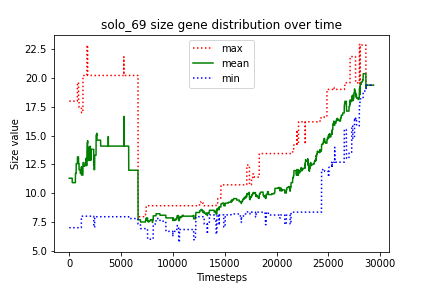 solo_69 size gene distribution over time
max
mean
min
22.5
20.0
17.5
15.0
12.5
10.0
7.5
5.0
Size value
0 5000 10000 15000 20000 25000 30000
Timesteps